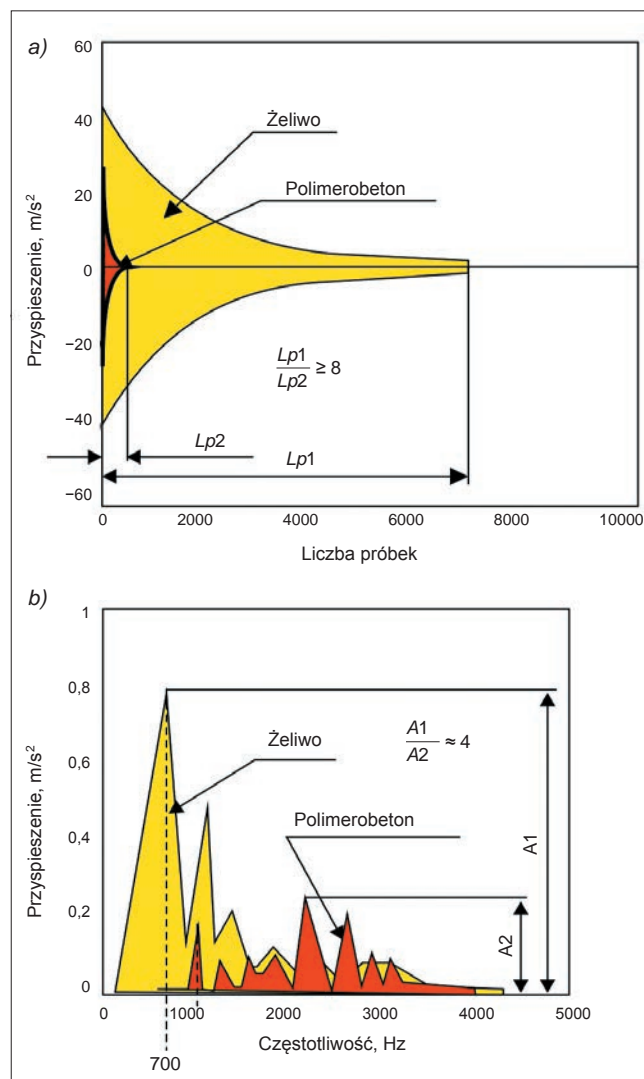 a)
60
40
20
0
−20
−40
−60
Przyspieszenie, m/s²
Żeliwo
Polimerobeton
Lp1
Lp2
≥ 8
Lp2
Lp1
0 2000 4000 6000 8000 10000
Liczba próbek
b)
1
0,8
0,6
0,4
0,2
0
Przyspieszenie, m/s²
Żeliwo
A1
A2
≈ 4
Polimerobeton
A1
A2
0 1000 2000 3000 4000 5000
700
Częstotliwość, Hz